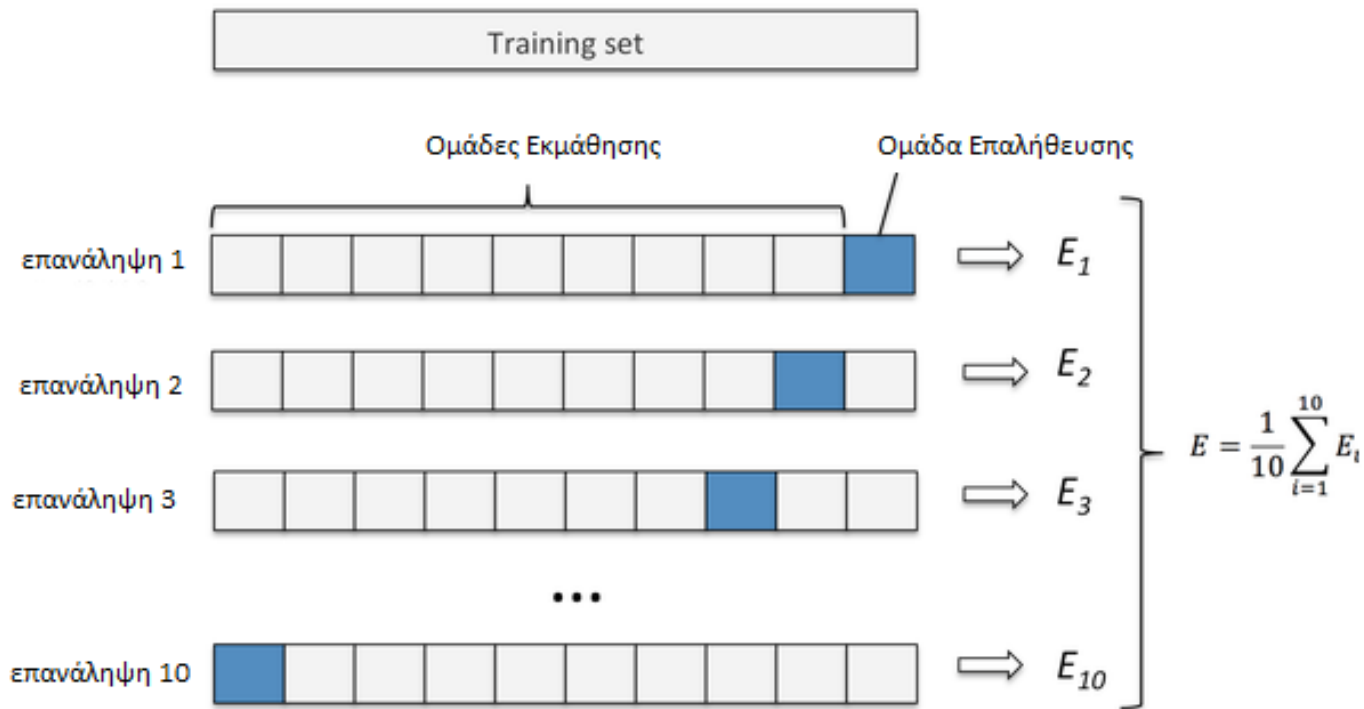 Training set
Ομάδες Εκμάθησης
Ομάδα Επαλήθευσης
επανάληψη 1
E₁
επανάληψη 2
E₂
E = 1/10 ∑_{i=1}^{10} E_i
επανάληψη 3
E₃
...
επανάληψη 10
E₁₀